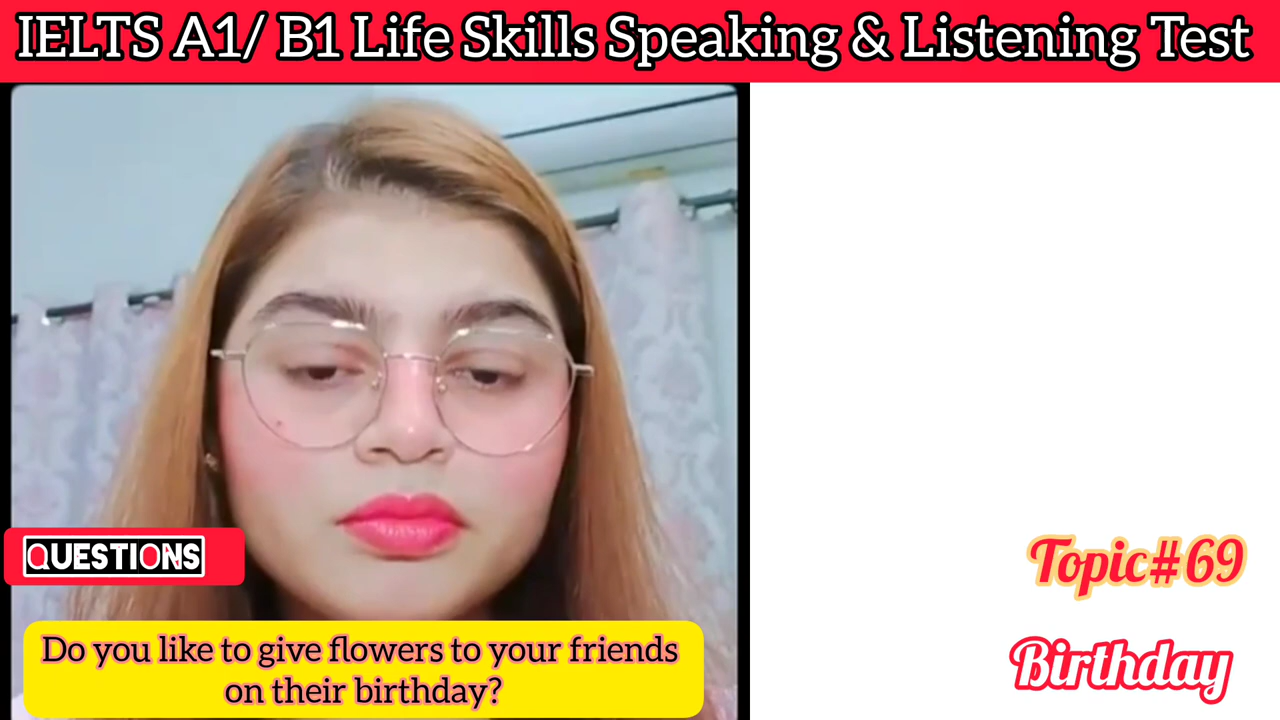 IELTS A1/ B1 Life Skills Speaking & Listening Test
QUESTIONS
Do you like to give flowers to your friends
on their birthday?
Topic#69
Birthday